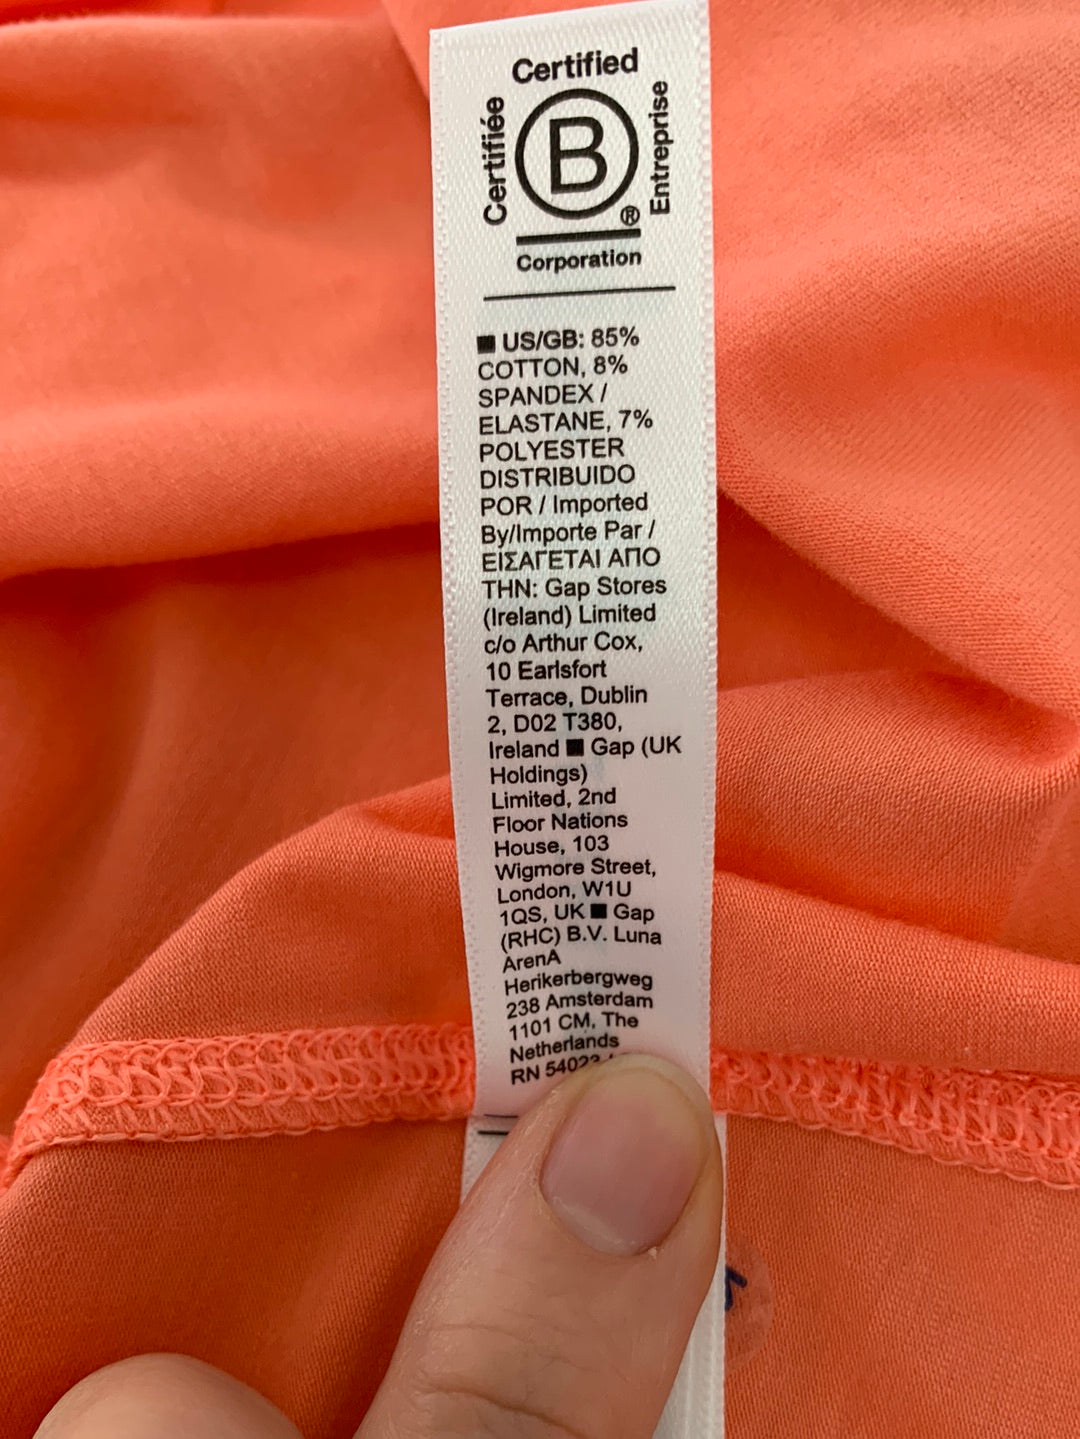 Certified
Certifiée
B
®
Entreprise
Corporation
■ US/GB: 85%
COTTON, 8%
SPANDEX /
ELASTANE, 7%
POLYESTER
DISTRIBUIDO
POR / Imported
By/Importe Par /
ΕΙΣΑΓΕΤΑΙ ΑΠΟ
ΤΗΝ: Gap Stores
(Ireland) Limited
c/o Arthur Cox,
10 Earlsfort
Terrace, Dublin
2, D02 T380,
Ireland ■ Gap (UK
Holdings)
Limited, 2nd
Floor Nations
House, 103
Wigmore Street,
London, W1U
1QS, UK ■ Gap
(RHC) B.V. Luna
ArenA
Herikerbergweg
238 Amsterdam
1101 CM, The
Netherlands
RN 54023